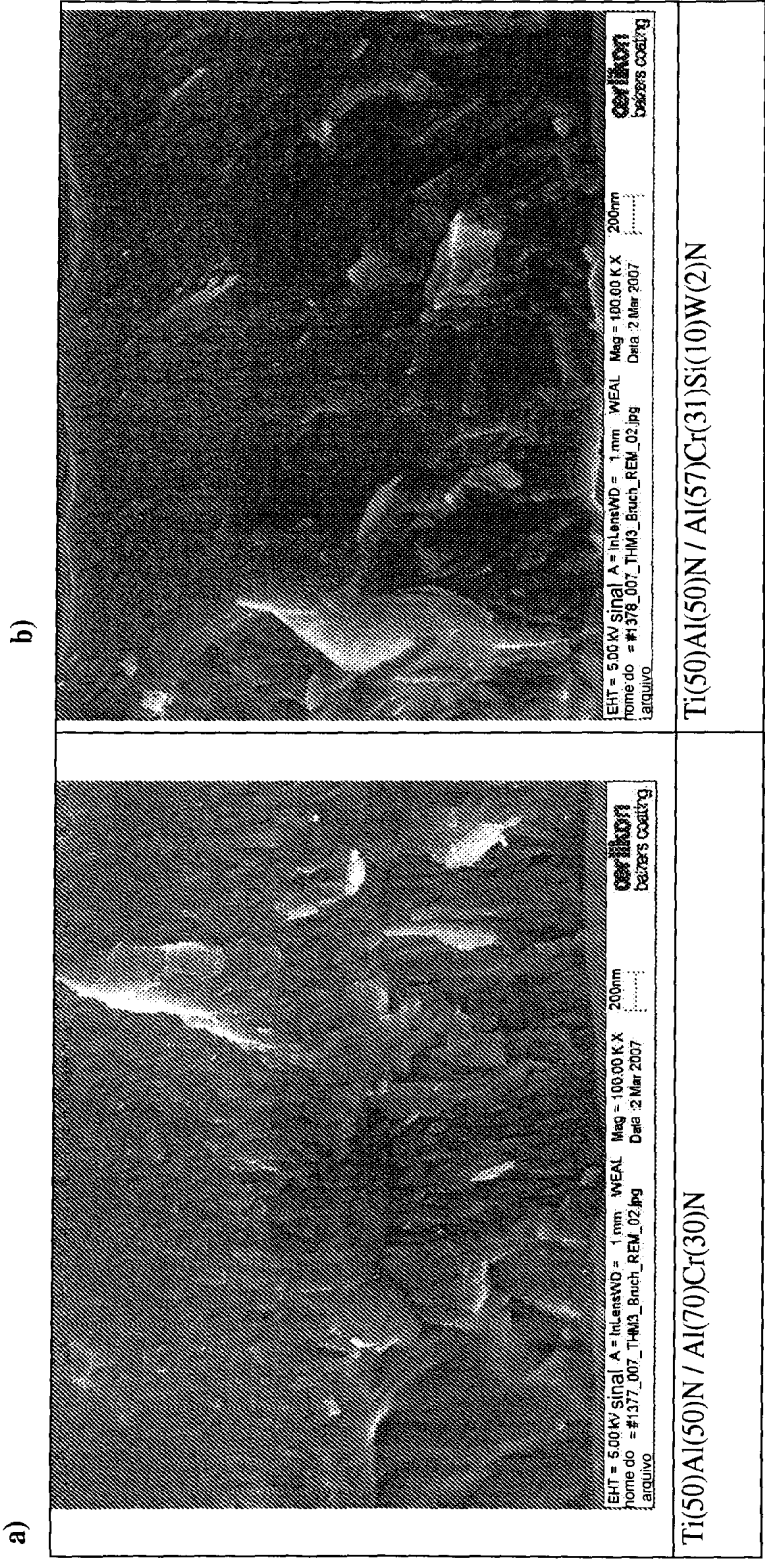 a)
EHT = 5.00 kV sinal A = InLens WD = 1 mm WEAL Mag = 100.00 K X 200nm
nome do = #1377_007_THM3_Bruch_REM_02.jpg Data :2 Mar 2007
arquivo
oerlikon
balzers coating
Ti(50)Al(50)N / Al(70)Cr(30)N
b)
EHT = 5.00 kV sinal A = InLens WD = 1 mm WEAL Mag = 100.00 K X 200nm
nome do = #1378_007_THM3_Bruch_REM_02.jpg Data :2 Mar 2007
arquivo
oerlikon
balzers coating
Ti(50)Al(50)N / Al(57)Cr(31)Si(10)W(2)N